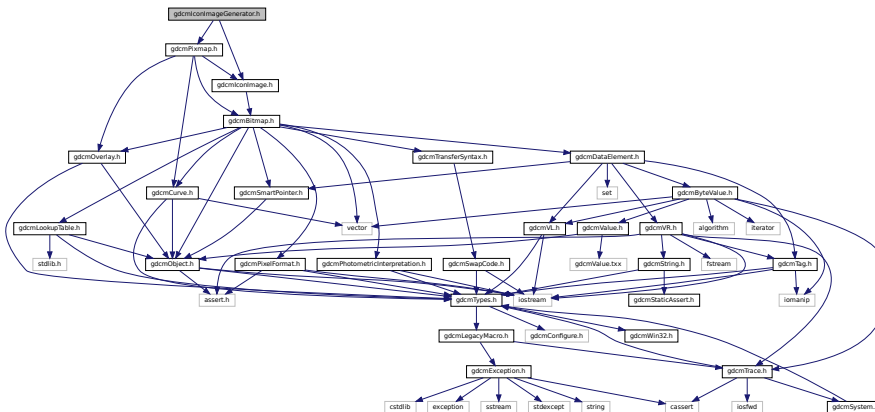 gdcmIconImageGenerator.h
gdcmPixmap.h
gdcmIconImage.h
gdcmBitmap.h
gdcmOverlay.h
gdcmTransferSyntax.h
gdcmDataElement.h
gdcmCurve.h
gdcmSmartPointer.h
set
gdcmByteValue.h
gdcmLookupTable.h
vector
gdcmVL.h
gdcmValue.h
gdcmVR.h
algorithm
iterator
stdlib.h
gdcmObject.h
gdcmPixelFormat.h
gdcmPhotometricInterpretation.h
gdcmSwapCode.h
gdcmValue.txx
gdcmString.h
fstream
gdcmTag.h
assert.h
gdcmTypes.h
iostream
gdcmStaticAssert.h
iomanip
gdcmLegacyMacro.h
gdcmConfigure.h
gdcmWin32.h
gdcmException.h
gdcmTrace.h
cstdlib
exception
sstream
stdexcept
string
cassert
iosfwd
gdcmSystem.